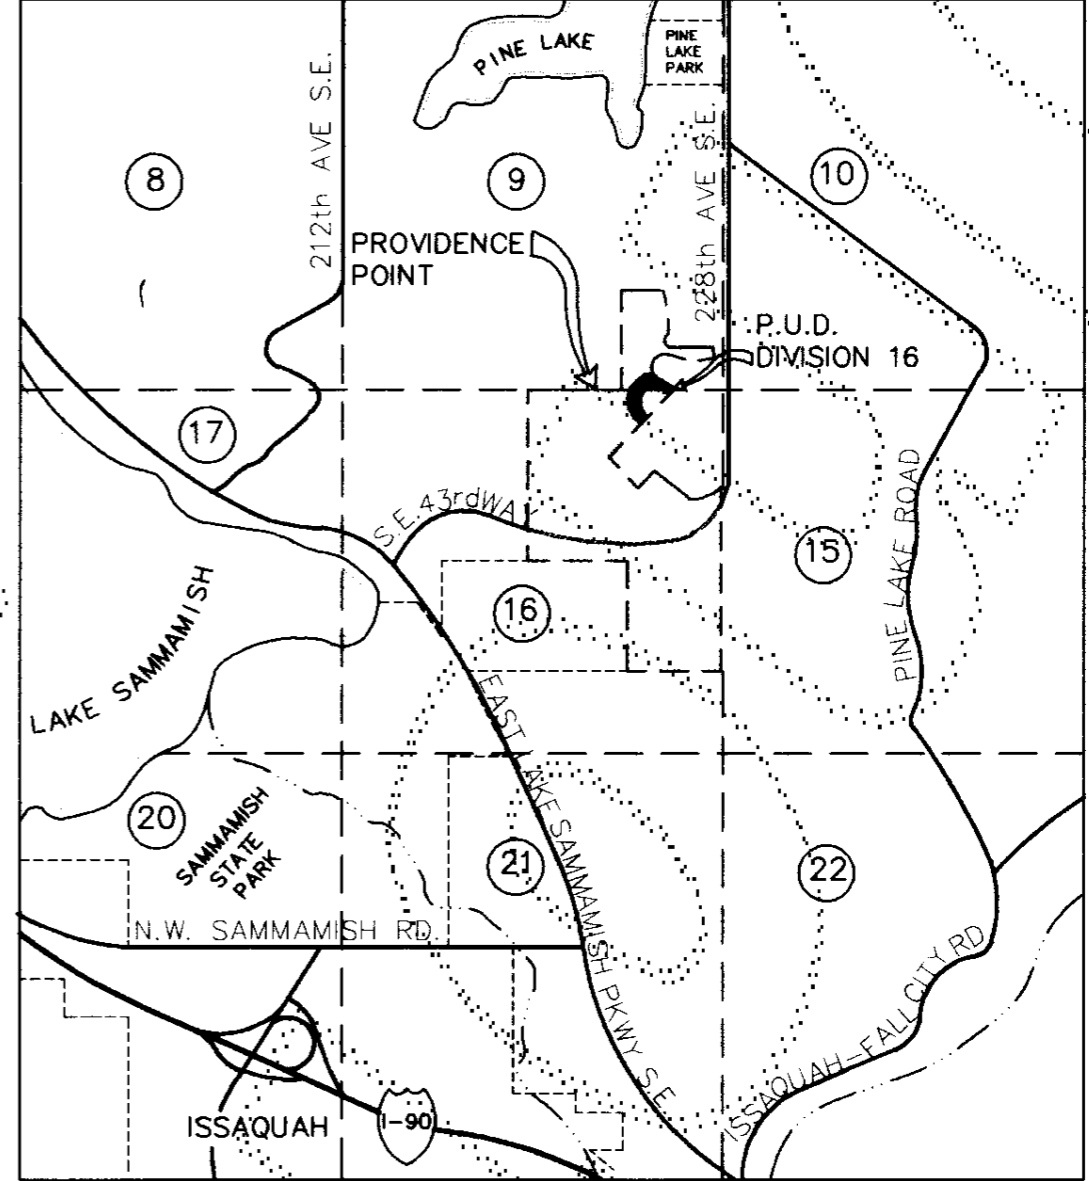 PINE LAKE
PINE
LAKE
PARK
212th AVE S.E.
228th AVE S.E.
8
9
10
PROVIDENCE
POINT
P.U.D.
DIVISION 16
17
S.E. 43rd WAY
15
PINE LAKE ROAD
16
LAKE SAMMAMISH
EAST LAKE SAMMAMISH PKWY S.E.
20
SAMMAMISH
STATE
PARK
21
22
N.W. SAMMAMISH RD.
ISSAQUAH-FALL CITY RD
ISSAQUAH
I-90